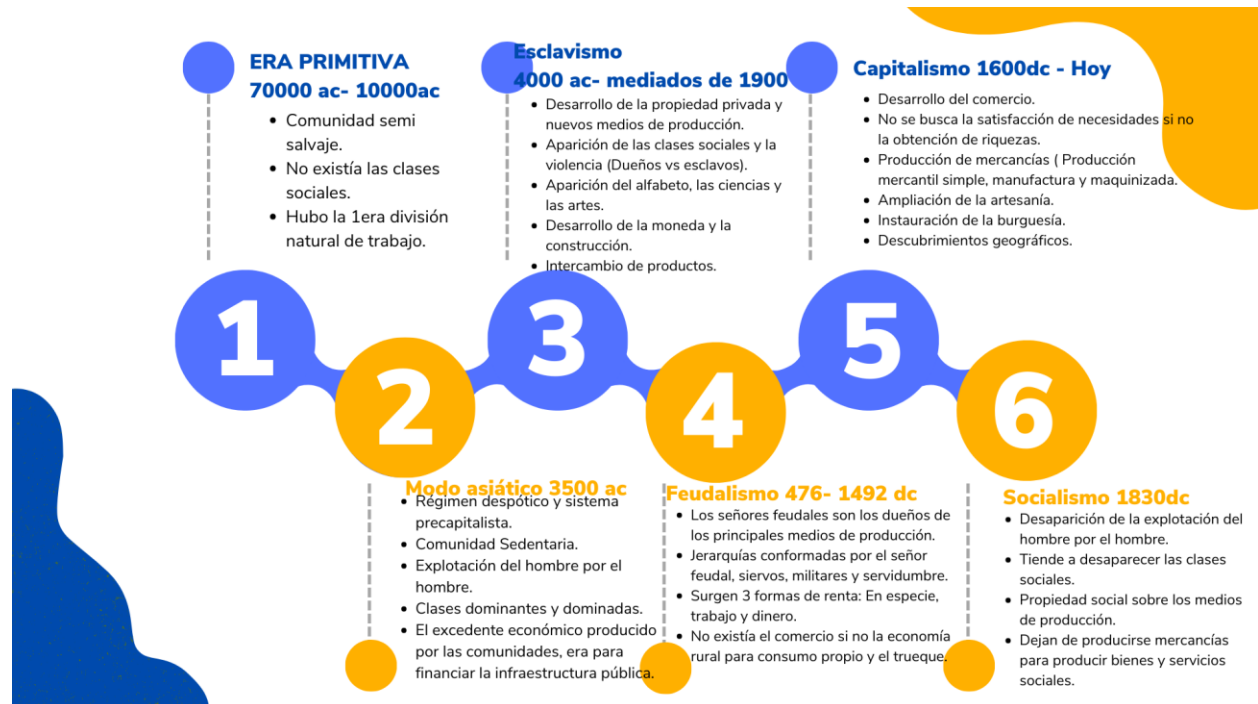 ERA PRIMITIVA
70000 ac- 10000ac
• Comunidad semi
salvaje.
• No existía las clases
sociales.
• Hubo la 1era división
natural de trabajo.
Esclavismo
4000 ac- mediados de 1900
• Desarrollo de la propiedad privada y
nuevos medios de producción.
• Aparición de las clases sociales y la
violencia (Dueños vs esclavos).
• Aparición del alfabeto, las ciencias y
las artes.
• Desarrollo de la moneda y la
construcción.
• Intercambio de productos.
Capitalismo 1600dc - Hoy
• Desarrollo del comercio.
• No se busca la satisfacción de necesidades si no
la obtención de riquezas.
• Producción de mercancías ( Producción
mercantil simple, manufactura y maquinizada.
• Ampliación de la artesanía.
• Instauración de la burguesía.
• Descubrimientos geográficos.
1
2
3
4
5
6
Modo asiático 3500 ac
• Régimen despótico y sistema
precapitalista.
• Comunidad Sedentaria.
• Explotación del hombre por el
hombre.
• Clases dominantes y dominadas.
• El excedente económico producido
por las comunidades, era para
financiar la infraestructura pública.
Feudalismo 476- 1492 dc
• Los señores feudales son los dueños de
los principales medios de producción.
• Jerarquías conformadas por el señor
feudal, siervos, militares y servidumbre.
• Surgen 3 formas de renta: En especie,
trabajo y dinero.
• No existía el comercio si no la economía
rural para consumo propio y el trueque.
Socialismo 1830dc
• Desaparición de la explotación del
hombre por el hombre.
• Tiende a desaparecer las clases
sociales.
• Propiedad social sobre los medios
de producción.
• Dejan de producirse mercancías
para producir bienes y servicios
sociales.